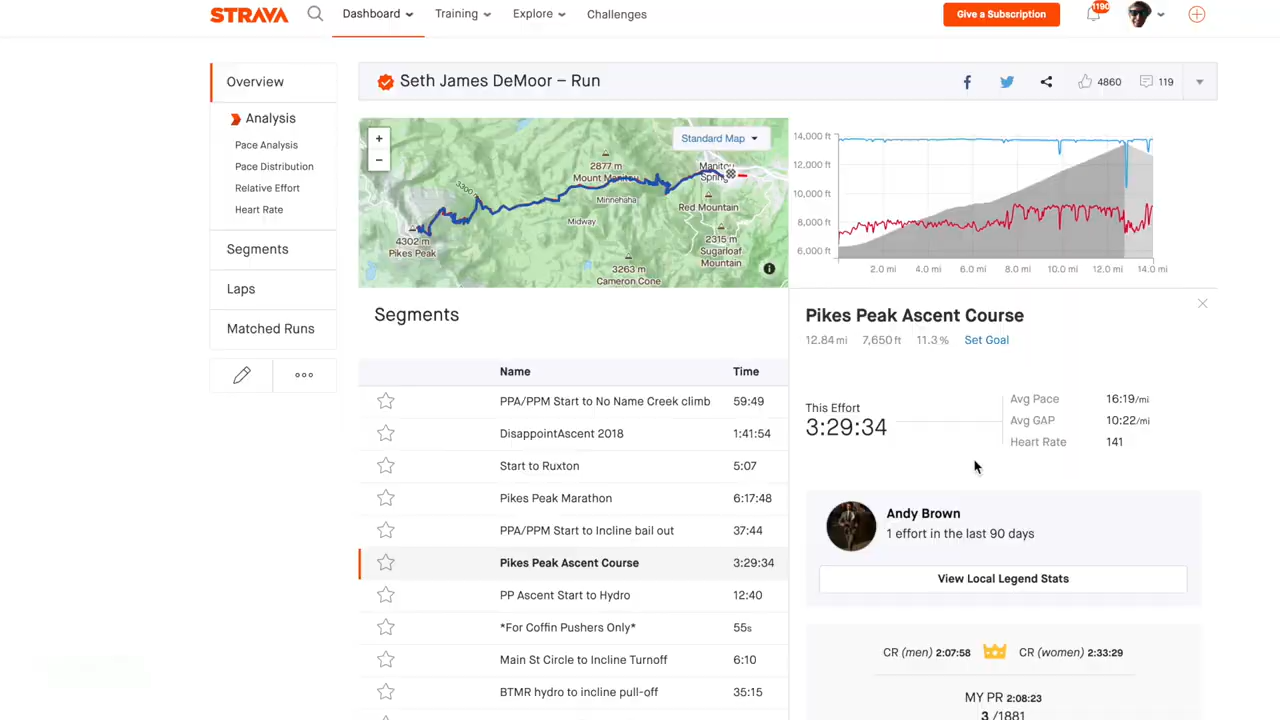 STRAVA
Dashboard
Training
Explore
Challenges
Give a Subscription
1190
Overview
Analysis
Pace Analysis
Pace Distribution
Relative Effort
Heart Rate
Segments
Laps
Matched Runs
Seth James DeMoor – Run
4860
119
+
−
Standard Map
2877 m
Mount Manitou
Manitou
Springs
3300
Minnehaha
Midway
Red Mountain
4302 m
Pikes Peak
2315 m
Sugarloaf
Mountain
3263 m
Cameron Cone
14,000 ft
12,000 ft
10,000 ft
8,000 ft
6,000 ft
2.0 mi
4.0 mi
6.0 mi
8.0 mi
10.0 mi
12.0 mi
14.0 mi
Segments
Name Time
PPA/PPM Start to No Name Creek climb 59:49
DisappointAscent 2018 1:41:54
Start to Ruxton 5:07
Pikes Peak Marathon 6:17:48
PPA/PPM Start to Incline bail out 37:44
Pikes Peak Ascent Course 3:29:34
PP Ascent Start to Hydro 12:40
*For Coffin Pushers Only* 55s
Main St Circle to Incline Turnoff 6:10
BTMR hydro to incline pull-off 35:15
Pikes Peak Ascent Course
12.84 mi 7,650 ft 11.3 % Set Goal
This Effort
3:29:34
Avg Pace 16:19/mi
Avg GAP 10:22/mi
Heart Rate 141
Andy Brown
1 effort in the last 90 days
View Local Legend Stats
CR (men) 2:07:58 CR (women) 2:33:29
MY PR 2:08:23
3 /1881